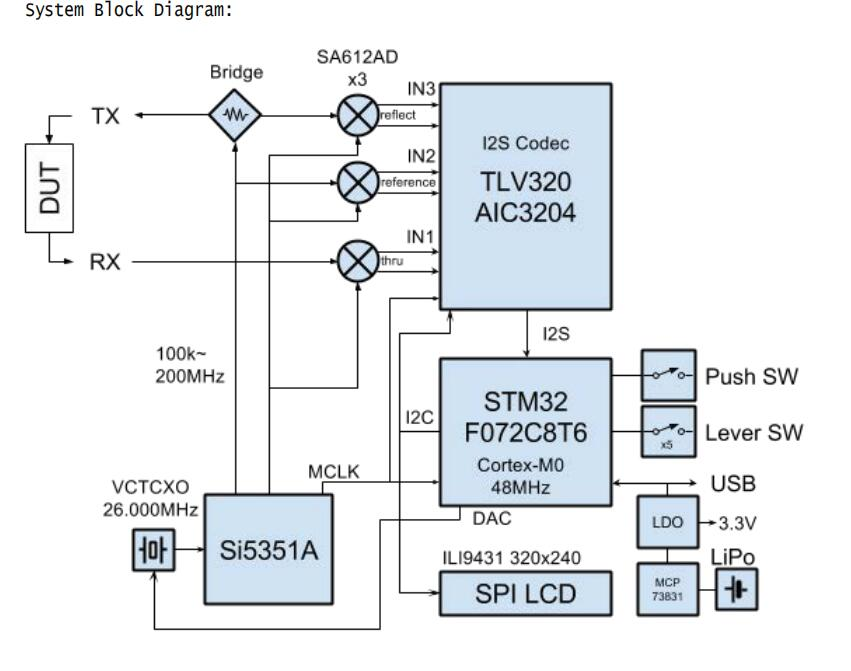 System Block Diagram:
SA612AD
x3
Bridge
IN3
TX
reflect
I2S Codec
IN2
TLV320
AIC3204
reference
DUT
IN1
RX
thru
I2S
100k~
200MHz
Push SW
STM32
F072C8T6
I2C
Lever SW
x5
Cortex-M0
48MHz
MCLK
VCTCXO
26.000MHz
USB
DAC
LDO
3.3V
Si5351A
ILI9431 320x240
LiPo
SPI LCD
MCP
73831